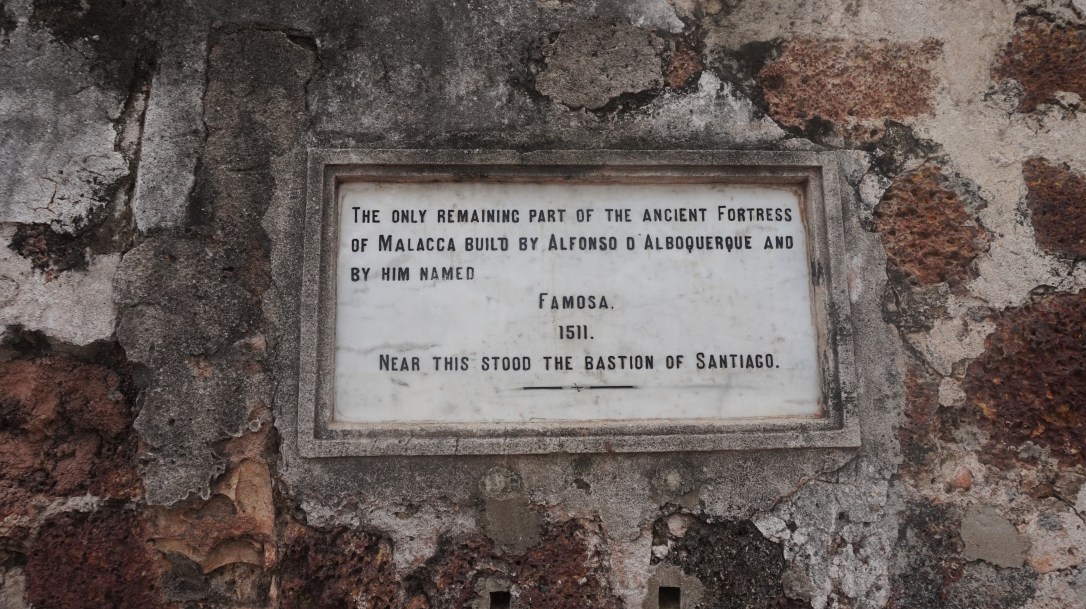 THE ONLY REMAINING PART OF THE ANCIENT FORTRESS
OF MALACCA BUILD BY ALFONSO D'ALBOQUERQUE AND
BY HIM NAMED
FAMOSA.
1511.
NEAR THIS STOOD THE BASTION OF SANTIAGO.